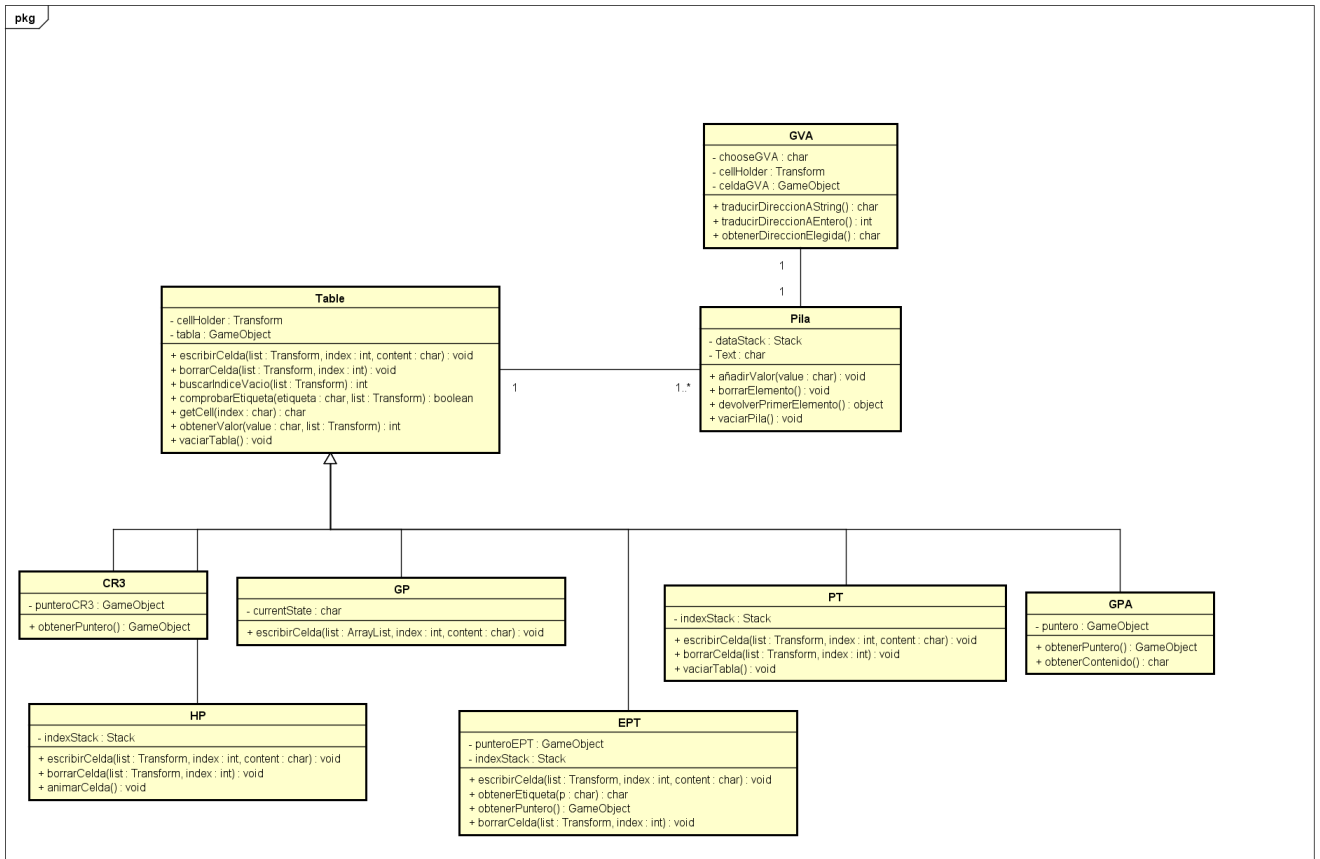 pkg
GVA
- chooseGVA : char
- cellHolder : Transform
- celdaGVA : GameObject
+ traducirDireccionAString() : char
+ traducirDireccionAEntero() : int
+ obtenerDireccionElegida() : char
1
1
Table
- cellHolder : Transform
- tabla : GameObject
+ escribirCelda(list : Transform, index : int, content : char) : void
+ borrarCelda(list : Transform, index : int) : void
+ buscarIndiceVacio(list : Transform) : int
+ comprobarEtiqueta(etiqueta : char, list : Transform) : boolean
+ getCell(index : char) : char
+ obtenerValor(value : char, list : Transform) : int
+ vaciarTabla() : void
1
1..*
Pila
- dataStack : Stack
- Text : char
+ añadirValor(value : char) : void
+ borrarElemento() : void
+ devolverPrimerElemento() : object
+ vaciarPila() : void
CR3
- punteroCR3 : GameObject
+ obtenerPuntero() : GameObject
GP
- currentState : char
+ escribirCelda(list : ArrayList, index : int, content : char) : void
PT
- indexStack : Stack
+ escribirCelda(list : Transform, index : int, content : char) : void
+ borrarCelda(list : Transform, index : int) : void
+ vaciarTabla() : void
GPA
- puntero : GameObject
+ obtenerPuntero() : GameObject
+ obtenerContenido() : char
HP
- indexStack : Stack
+ escribirCelda(list : Transform, index : int, content : char) : void
+ borrarCelda(list : Transform, index : int) : void
+ animarCelda() : void
EPT
- punteroEPT : GameObject
- indexStack : Stack
+ escribirCelda(list : Transform, index : int, content : char) : void
+ obtenerEtiqueta(p : char) : char
+ obtenerPuntero() : GameObject
+ borrarCelda(list : Transform, index : int) : void